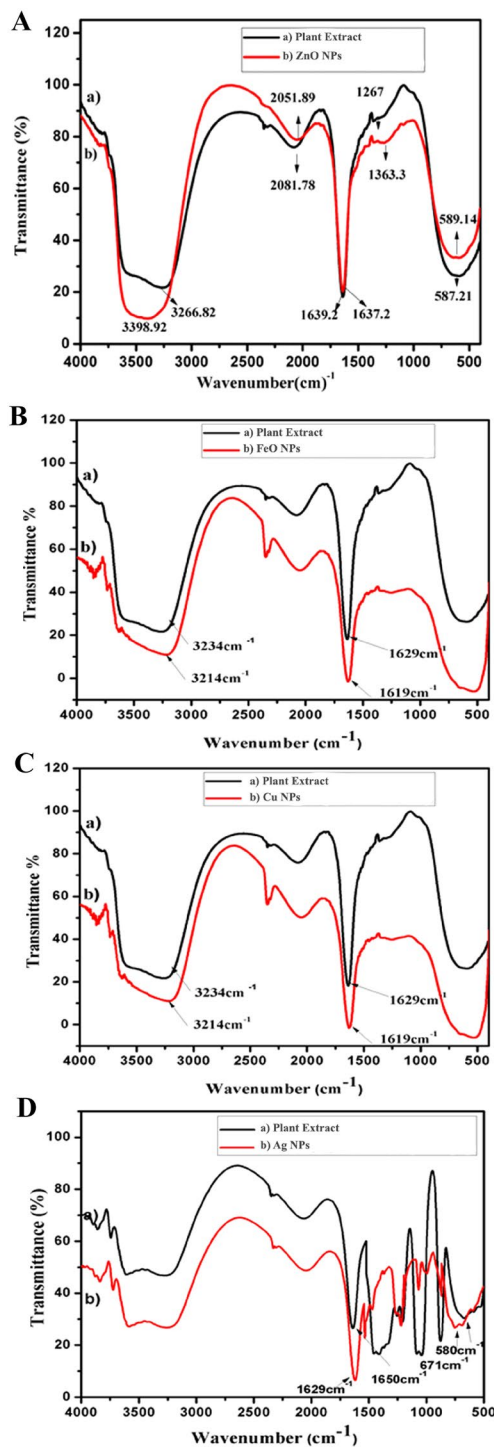 A
a) Plant Extract
b) ZnO NPs
Transmittance (%)
120
100
80
60
40
20
0
a)
b)
2051.89
2081.78
1267
1363.3
589.14
587.21
3398.92
3266.82
1639.2
1637.2
4000 3500 3000 2500 2000 1500 1000 500
Wavenumber(cm)-1
B
a) Plant Extract
b) FeO NPs
Transmittance %
120
100
80
60
40
20
0
a)
b)
3234cm-1
3214cm-1
1629cm-1
1619cm-1
4000 3500 3000 2500 2000 1500 1000 500
Wavenumber (cm-1
C
a) Plant Extract
b) Cu NPs
Transmittance %
120
100
80
60
40
20
0
a)
b)
3234cm-1
3214cm-1
1629cm-1
1619cm-1
4000 3500 3000 2500 2000 1500 1000 500
Wavenumber (cm-1
D
a) Plant Extract
b) Ag NPs
Transmittance (%)
110
100
80
60
40
20
0
a)
b)
1629cm-1
1650cm-1
671cm-1
580cm-1
4000 3500 3000 2500 2000 1500 1000 500
Wavenumber (cm-1